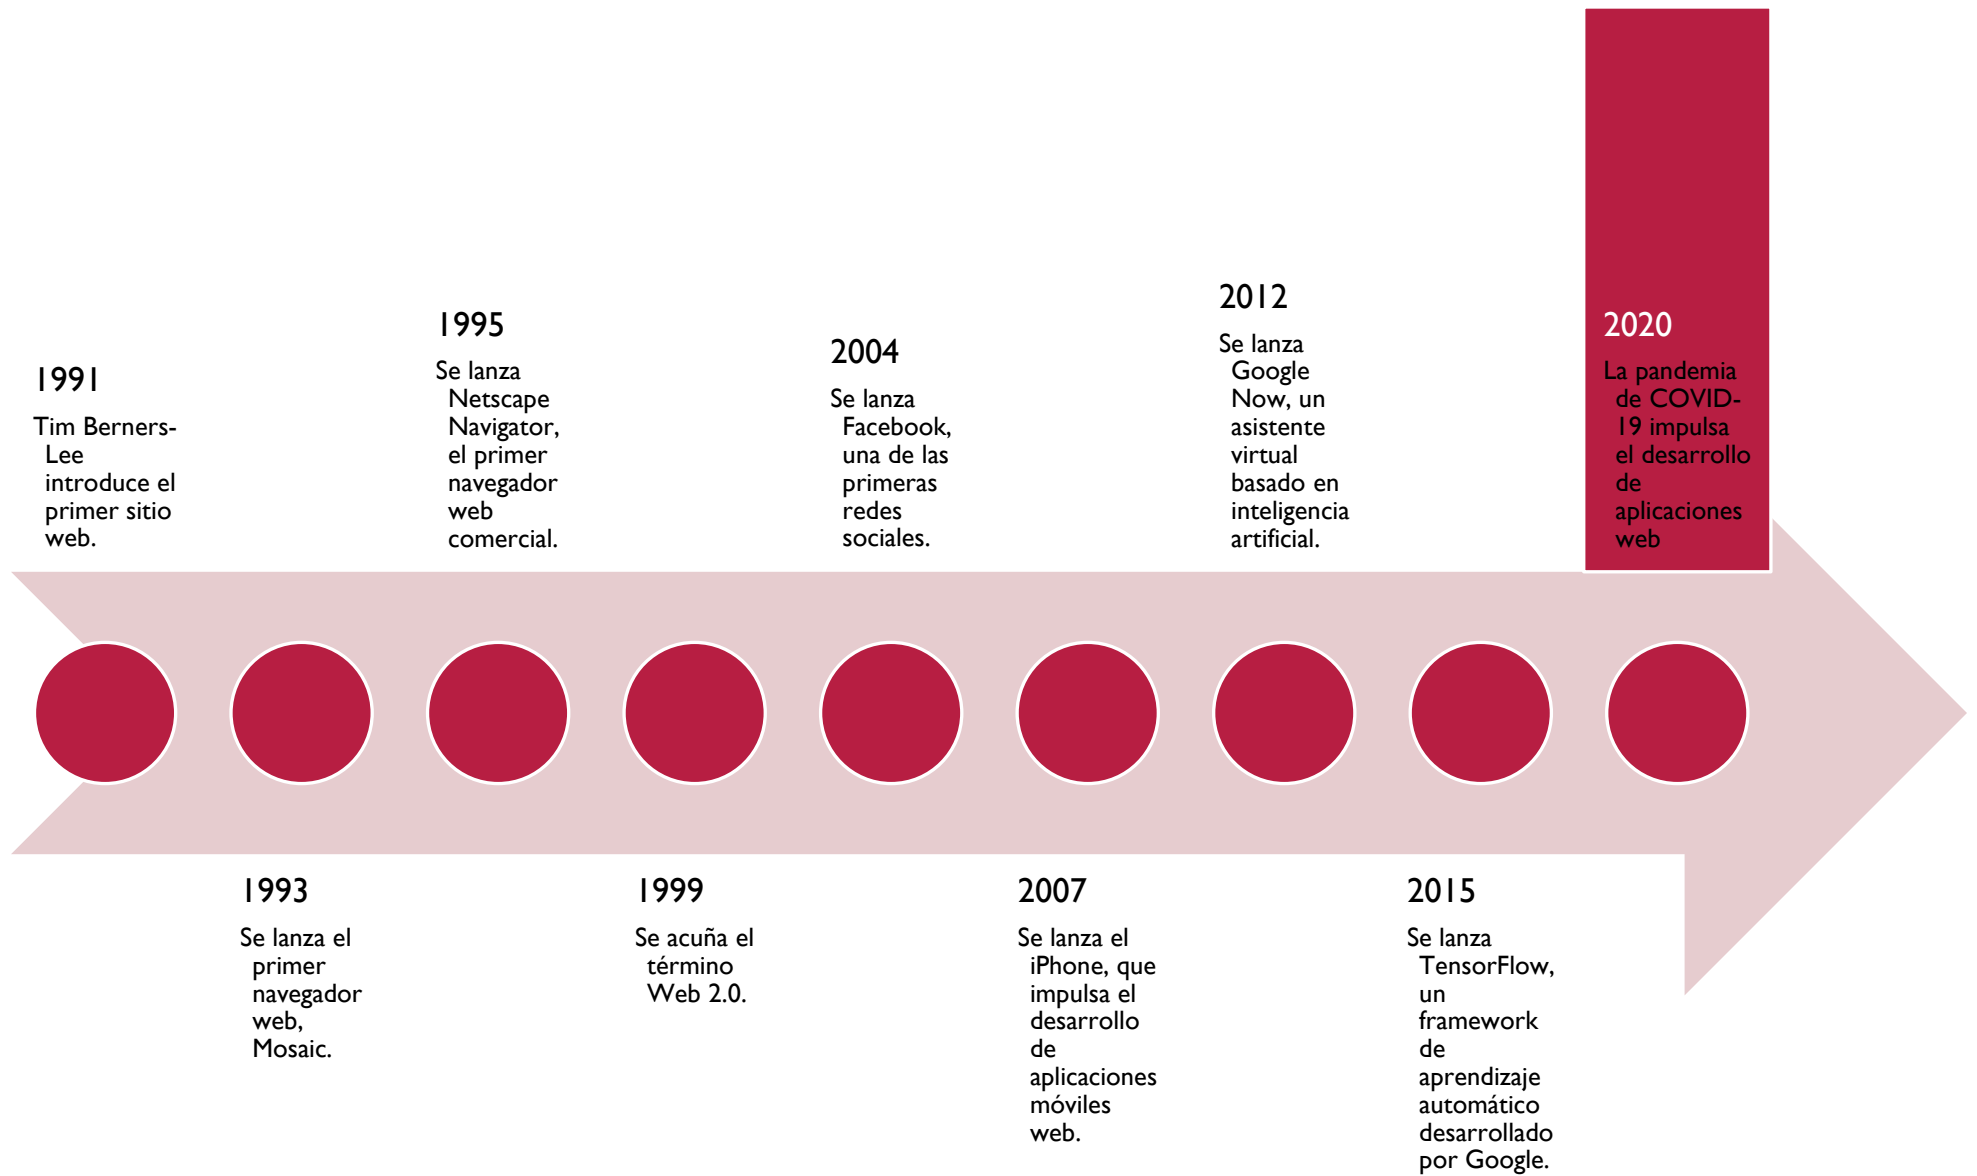 1991
Tim Berners-
Lee
introduce el
primer sitio
web.
1993
Se lanza el
primer
navegador
web,
Mosaic.
1995
Se lanza
Netscape
Navigator,
el primer
navegador
web
comercial.
1999
Se acuña el
término
Web 2.0.
2004
Se lanza
Facebook,
una de las
primeras
redes
sociales.
2007
Se lanza el
iPhone, que
impulsa el
desarrollo
de
aplicaciones
móviles
web.
2012
Se lanza
Google
Now, un
asistente
virtual
basado en
inteligencia
artificial.
2015
Se lanza
TensorFlow,
un
framework
de
aprendizaje
automático
desarrollado
por Google.
2020
La pandemia
de COVID-
19 impulsa
el desarrollo
de
aplicaciones
web